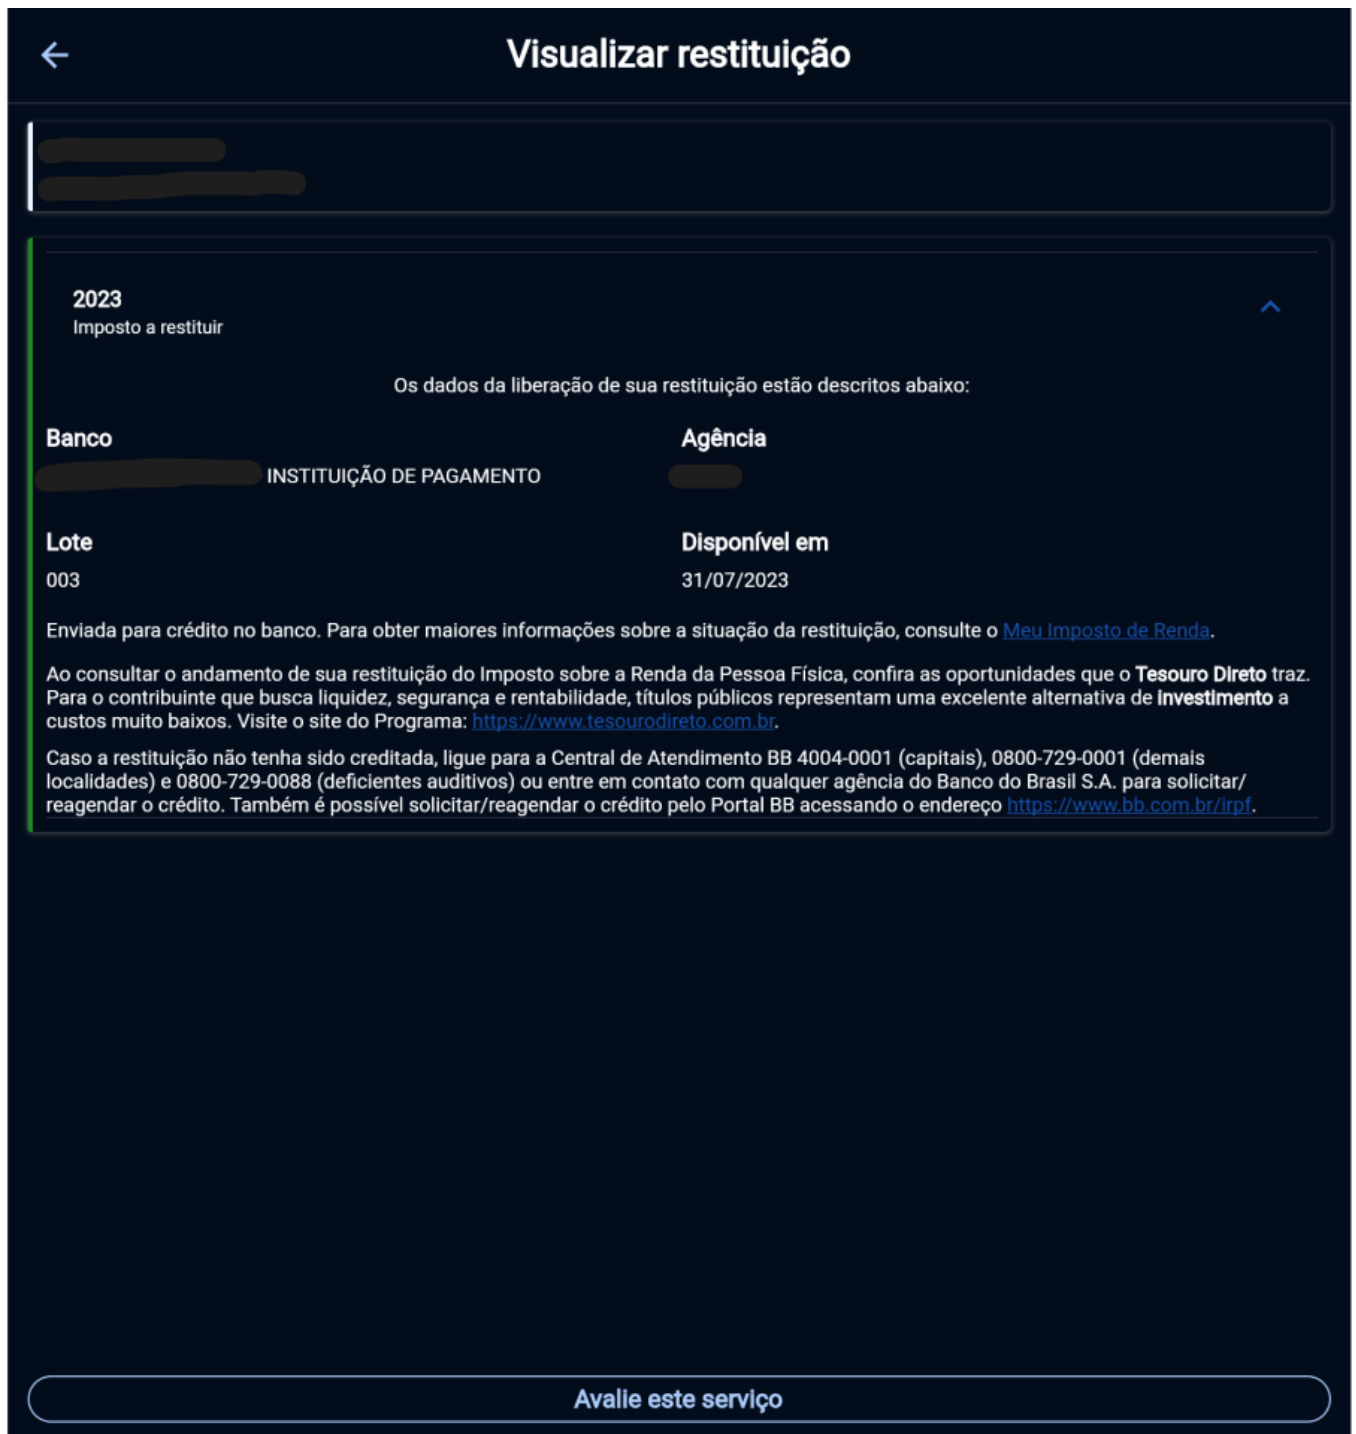 Visualizar restituição
2023
Imposto a restituir
Os dados da liberação de sua restituição estão descritos abaixo:
Banco
Agência
INSTITUIÇÃO DE PAGAMENTO
Lote
Disponível em
003
31/07/2023
Enviada para crédito no banco. Para obter maiores informações sobre a situação da restituição, consulte o Meu Imposto de Renda.
Ao consultar o andamento de sua restituição do Imposto sobre a Renda da Pessoa Física, confira as oportunidades que o Tesouro Direto traz.
Para o contribuinte que busca liquidez, segurança e rentabilidade, títulos públicos representam uma excelente alternativa de investimento a
custos muito baixos. Visite o site do Programa: https://www.tesourodireto.com.br.
Caso a restituição não tenha sido creditada, ligue para a Central de Atendimento BB 4004-0001 (capitais), 0800-729-0001 (demais
localidades) e 0800-729-0088 (deficientes auditivos) ou entre em contato com qualquer agência do Banco do Brasil S.A. para solicitar/
reagendar o crédito. Também é possível solicitar/reagendar o crédito pelo Portal BB acessando o endereço https://www.bb.com.br/irpf.
Avalie este serviço